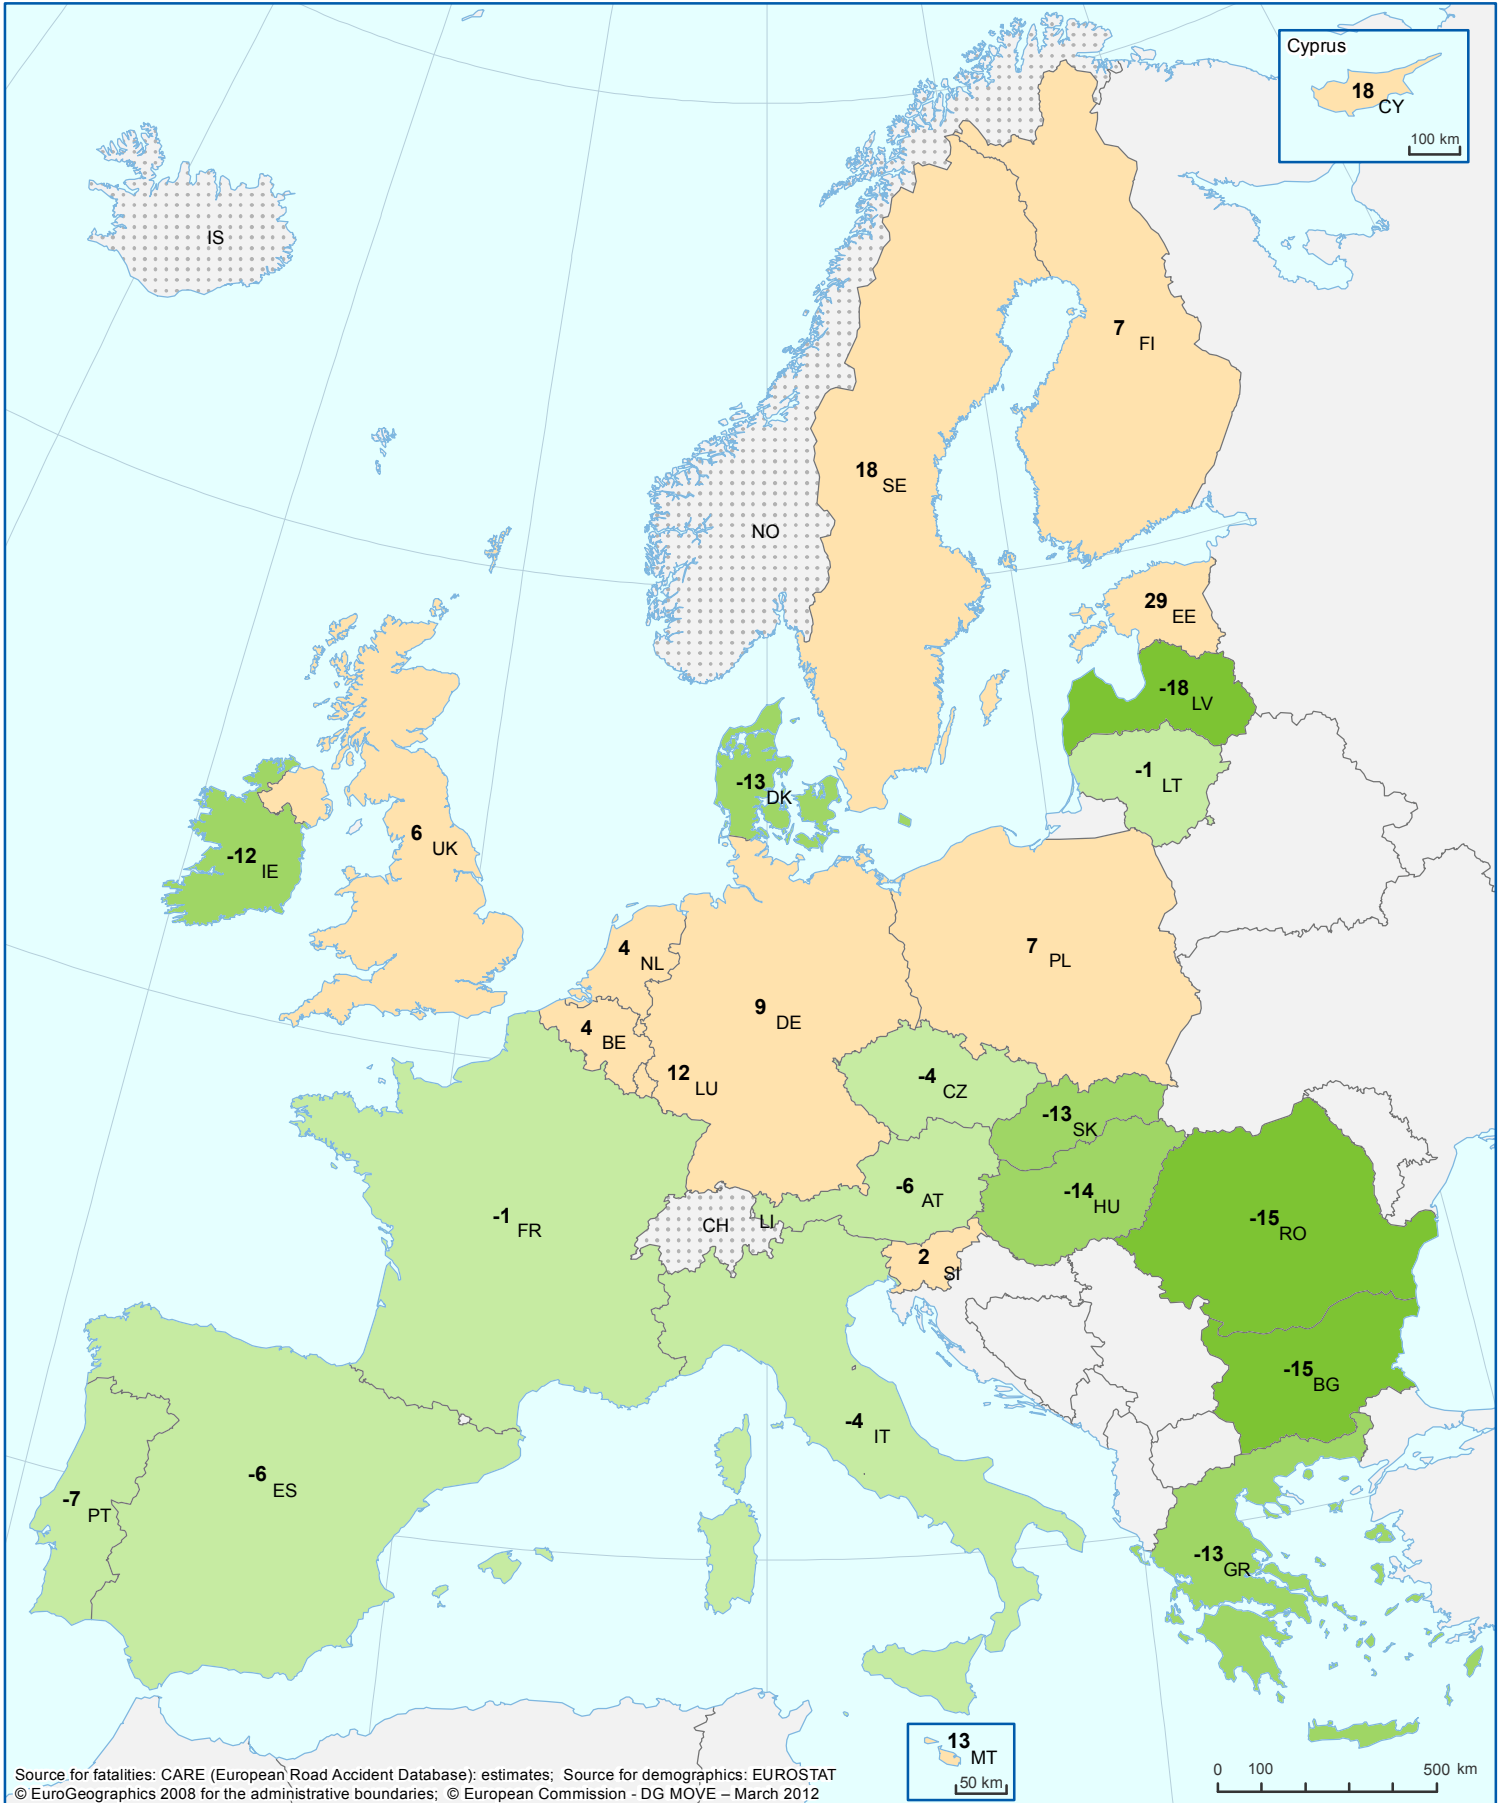 Cyprus
18
CY
100 km
IS
7
FI
18
SE
NO
29
EE
-18
LV
-1
LT
-13
DK
6
UK
-12
IE
4
NL
7
PL
9
DE
4
BE
12
LU
-4
CZ
-13
SK
-6
AT
-14
HU
-1
FR
CH
LI
-15
RO
2
SI
-15
BG
-4
IT
-6
ES
-7
PT
-13
GR
13
MT
50 km
0 100 500 km
Source for fatalities: CARE (European Road Accident Database): estimates; Source for demographics: EUROSTAT
© EuroGeographics 2008 for the administrative boundaries; © European Commission - DG MOVE – March 2012